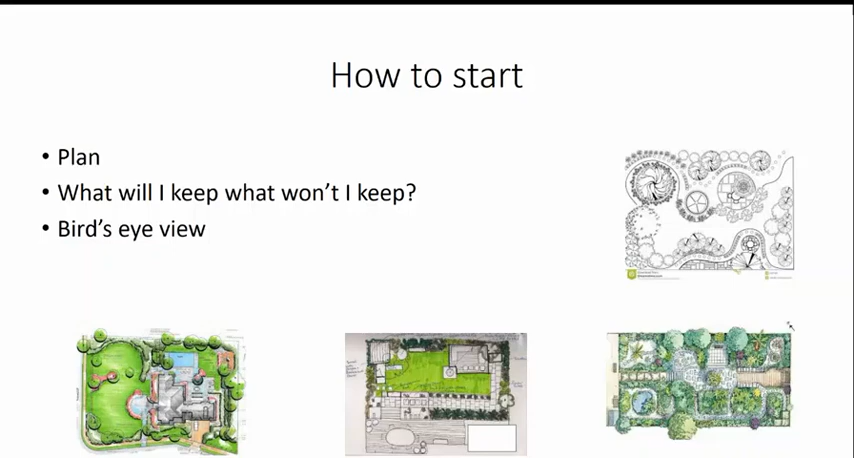 How to start
• Plan
• What will I keep what won't I keep?
• Bird's eye view